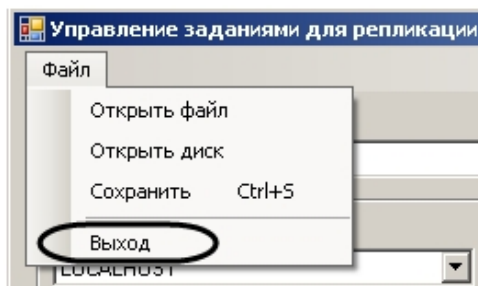 Управление заданиями для репликации
Файл
Открыть файл
Открыть диск
Сохранить Ctrl+S
Выход
LOCALHOST